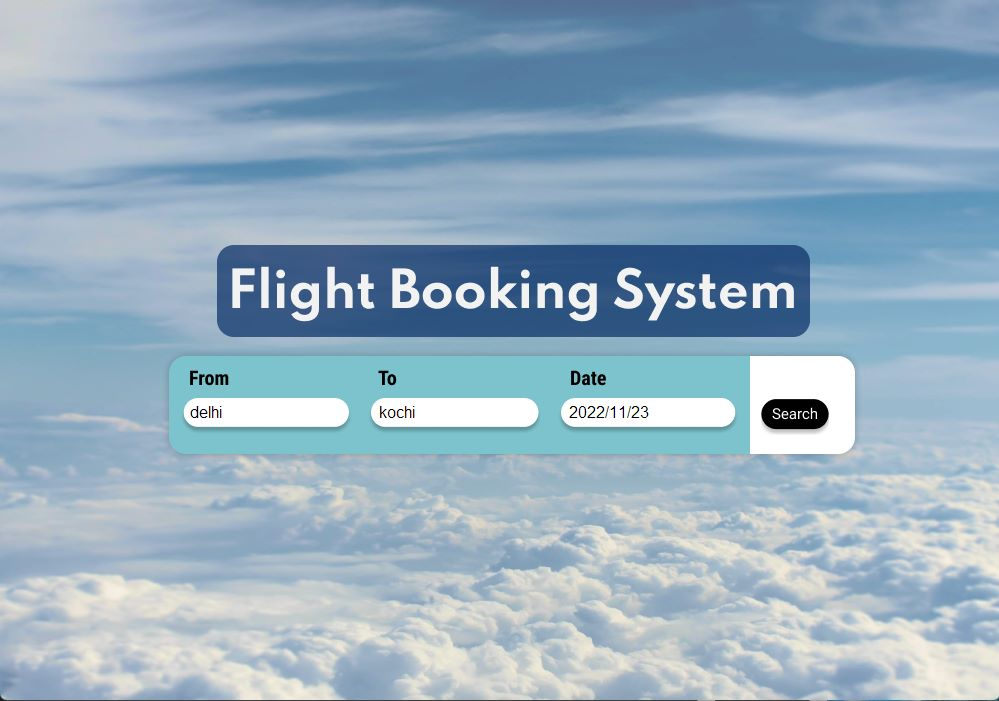 Flight Booking System
From To Date
delhi kochi 2022/11/23 Search